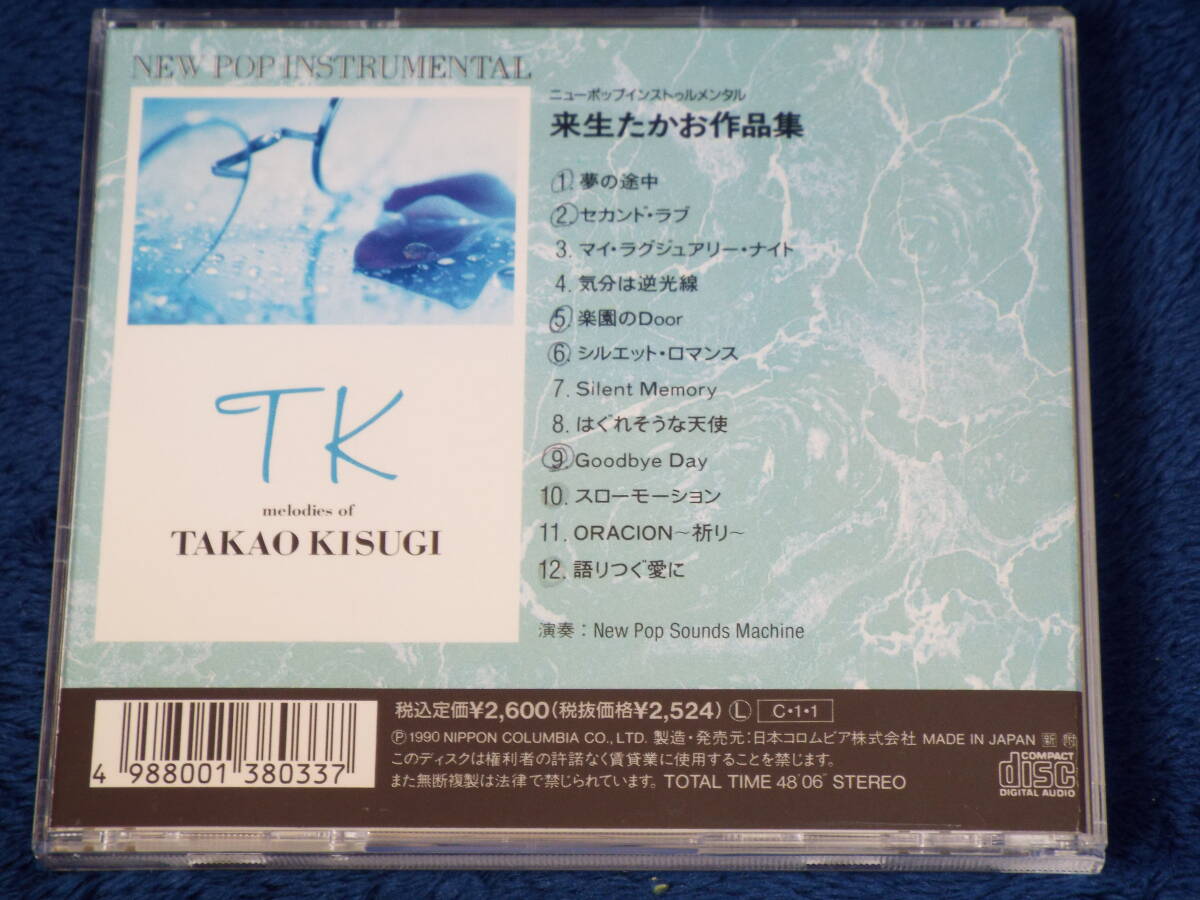 NEW POP INSTRUMENTAL
ニューポップインストゥルメンタル
来生たかお作品集
1. 夢の途中
2. セカンド・ラブ
3. マイ・ラグジュアリー・ナイト
4. 気分は逆光線
5. 楽園のDoor
6. シルエット・ロマンス
7. Silent Memory
8. はぐれそうな天使
9. Goodbye Day
10. スローモーション
11. ORACION〜祈り〜
12. 語りつぐ愛に
演奏：New Pop Sounds Machine
TK
melodies of
TAKAO KISUGI
税込定価¥2,600(税抜価格¥2,524) Ⓛ C・1・1
Ⓟ1990 NIPPON COLUMBIA CO., LTD. 製造・発売元：日本コロムビア株式会社 MADE IN JAPAN
このディスクは権利者の許諾なく賃貸業に使用することを禁じます。
また無断複製は法律で禁じられています。 TOTAL TIME 48'06" STEREO
4 988001 380337
COMPACT
disc
DIGITAL AUDIO